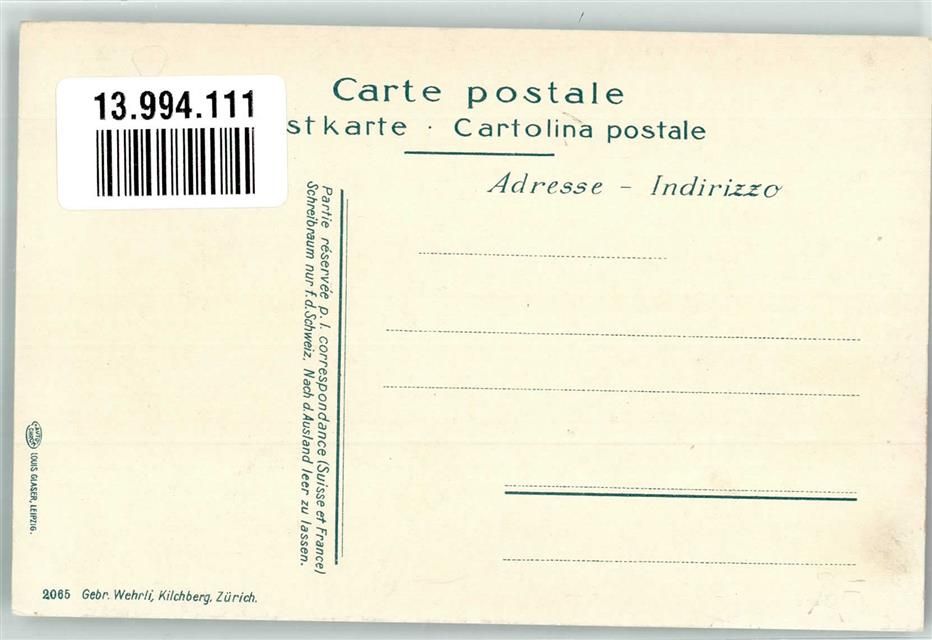 13.994.111
Carte postale
stkarte · Cartolina postale
Adresse – Indirizzo
Partie réservée p. l. correspondance (Suisse et France)
Schreibraum nur f. d. Schweiz. Nach d. Ausland leer zu lassen.
LOUIS GLASER, LEIPZIG.
2065 Gebr. Wehrli, Kilchberg, Zürich.